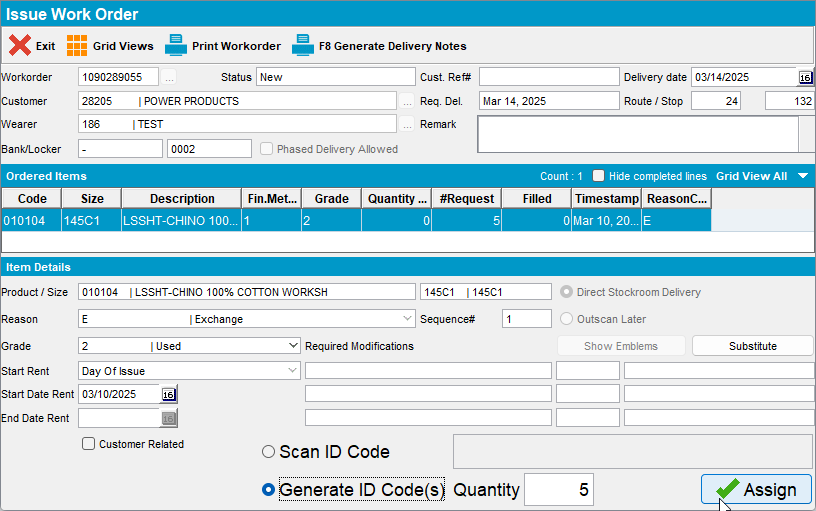 Issue Work Order
Exit Grid Views Print Workorder F8 Generate Delivery Notes
Workorder 1090289055 ... Status New Cust. Ref# Delivery date 03/14/2025 16
Customer 28205 | POWER PRODUCTS ... Req. Del. Mar 14, 2025 Route / Stop 24 132
Wearer 186 | TEST ... Remark
Bank/Locker - 0002 Phased Delivery Allowed
Ordered Items Count : 1 Hide completed lines Grid View All
Code Size Description Fin.Met... Grade Quantity ... #Request Filled Timestamp ReasonC...
010104 145C1 LSSHT-CHINO 100... 1 2 0 5 0 Mar 10, 20... E
Item Details
Product / Size 010104 | LSSHT-CHINO 100% COTTON WORKSH 145C1 | 145C1 Direct Stockroom Delivery
Reason E | Exchange Sequence# 1 Outscan Later
Grade 2 | Used Required Modifications Show Emblems Substitute
Start Rent Day Of Issue
Start Date Rent 03/10/2025 16
End Date Rent 16
Customer Related
Scan ID Code
Generate ID Code(s) Quantity 5 Assign